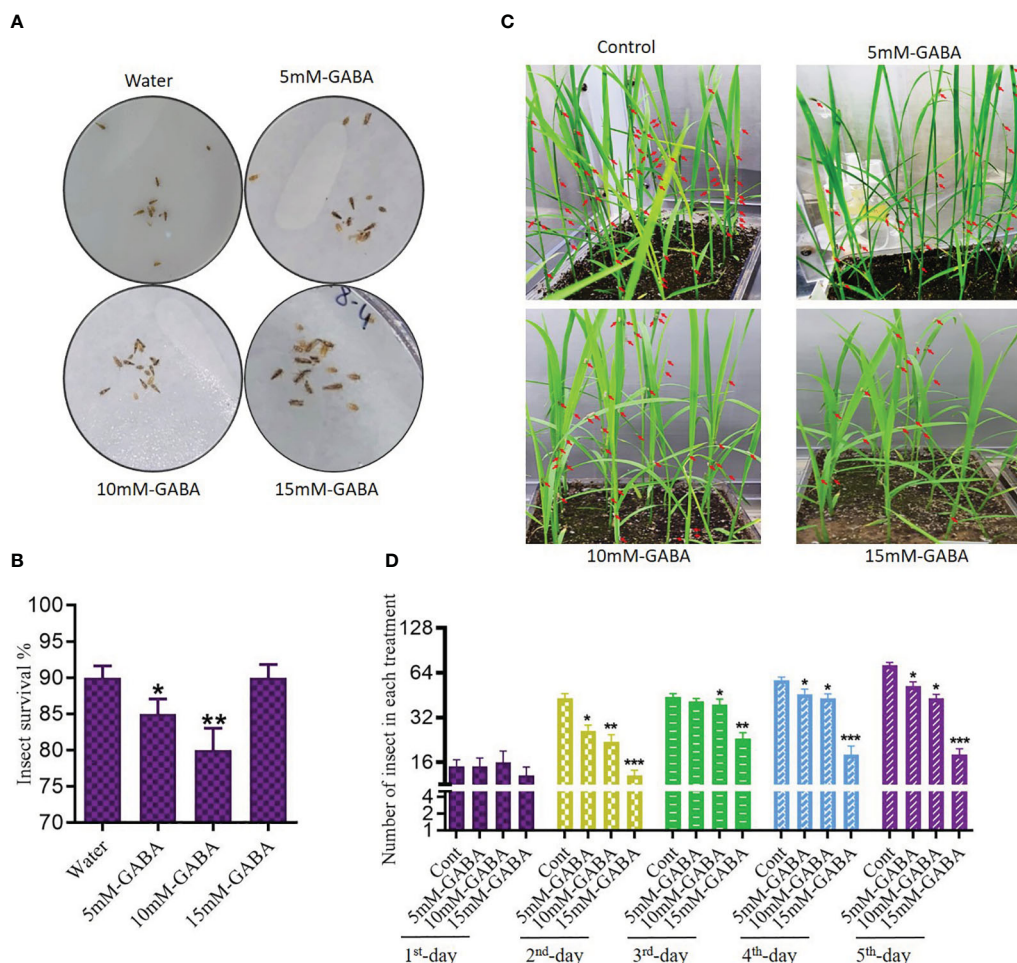 A
Water
5mM-GABA
8-4
10mM-GABA
15mM-GABA
B
Insect survival %
100
95
90
85
80
75
70
*
**
Water
5mM-GABA
10mM-GABA
15mM-GABA
C
Control
5mM-GABA
10mM-GABA
15mM-GABA
D
Number of insect in each treatment
128
64
32
16
4
2
1
*
**
***
*
**
*
*
***
*
*
***
Cont
5mM-GABA
10mM-GABA
15mM-GABA
Cont
5mM-GABA
10mM-GABA
15mM-GABA
Cont
5mM-GABA
10mM-GABA
15mM-GABA
Cont
5mM-GABA
10mM-GABA
15mM-GABA
Cont
5mM-GABA
10mM-GABA
15mM-GABA
1st-day
2nd-day
3rd-day
4th-day
5th-day